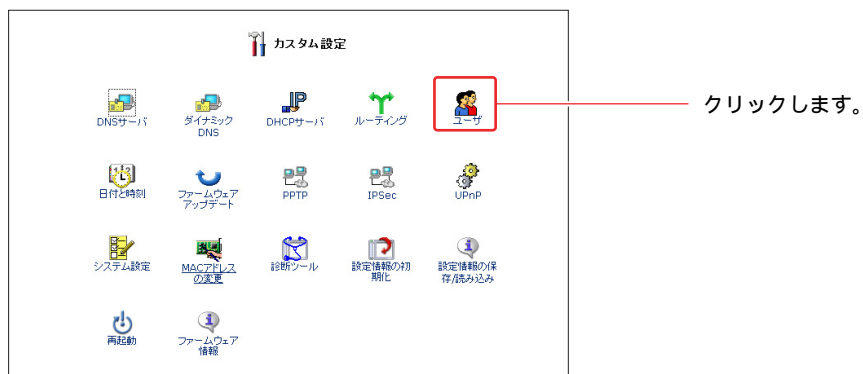 カスタム設定
DNSサーバ
ダイナミック
DNS
DHCPサーバ
ルーティング
ユーザ
クリックします。
日付と時刻
ファームウェア
アップデート
PPTP
IPSec
UPnP
システム設定
MACアドレス
の変更
診断ツール
設定情報の初
期化
設定情報の保
存/読み込み
再起動
ファームウェア
情報